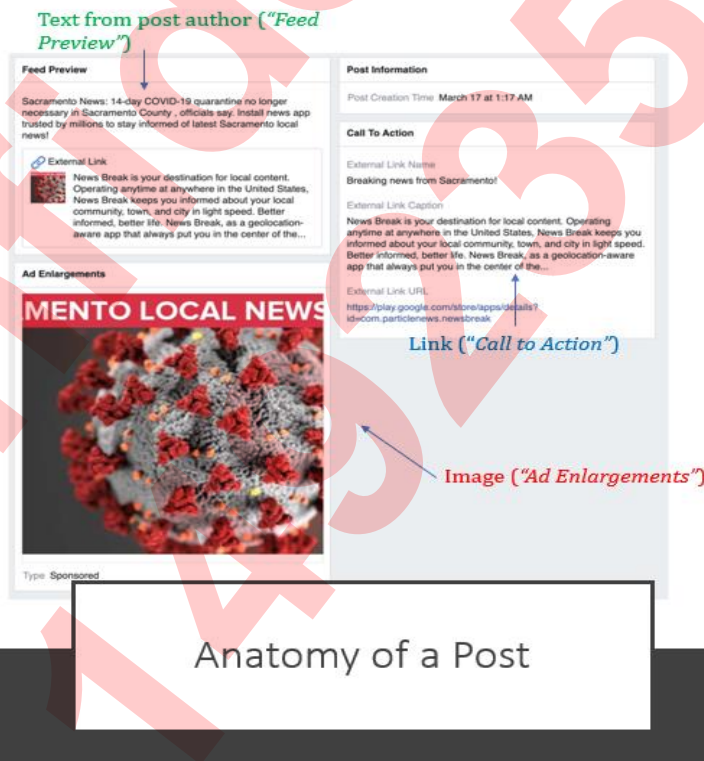 Text from post author ("Feed
Preview")
Feed Preview
Sacramento News: 14-day COVID-19 quarantine no longer
necessary in Sacramento County , officials say. Install news app
trusted by millions to stay informed of latest Sacramento local
news!
External Link
News Break is your destination for local content.
Operating anytime at anywhere in the United States,
News Break keeps you informed about your local
community, town, and city in light speed. Better
informed, better life. News Break, as a geolocation-
aware app that always put you in the center of the...
Ad Enlargements
MENTO LOCAL NEWS
Type Sponsored
Post Information
Post Creation Time March 17 at 1:17 AM
Call To Action
External Link Name
Breaking news from Sacramento!
External Link Caption
News Break is your destination for local content. Operating
anytime at anywhere in the United States, News Break keeps you
informed about your local community, town, and city in light speed.
Better informed, better life. News Break, as a geolocation-aware
app that always put you in the center of the...
External Link URL
https://play.google.com/store/apps/details?
id=com.particlenews.newsbreak
Link ("Call to Action")
Image ("Ad Enlargements")
Anatomy of a Post